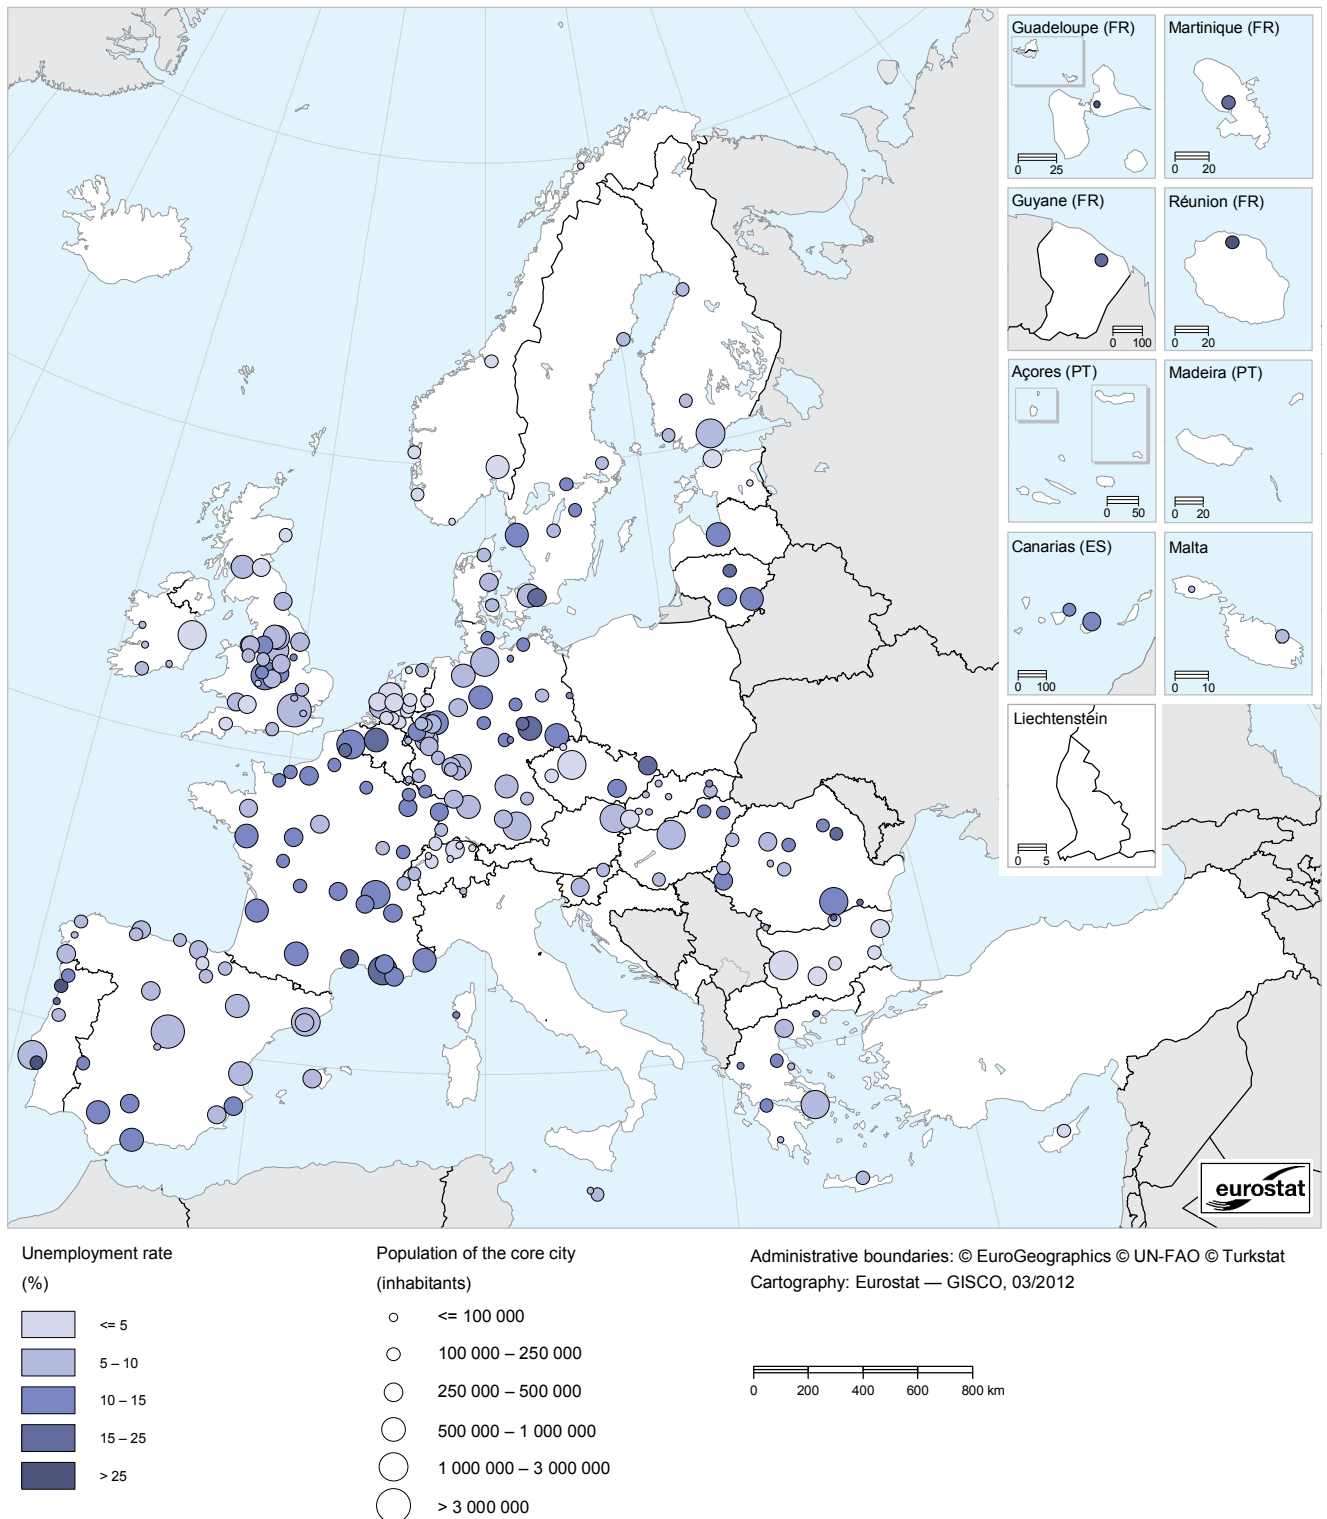 Guadeloupe (FR)
0 25
Martinique (FR)
0 20
Guyane (FR)
0 100
Réunion (FR)
0 20
Açores (PT)
0 50
Madeira (PT)
0 20
Canarias (ES)
0 100
Malta
0 10
Liechtenstein
0 5
eurostat
Unemployment rate
(%)
<= 5
5 – 10
10 – 15
15 – 25
> 25
Population of the core city
(inhabitants)
<= 100 000
100 000 – 250 000
250 000 – 500 000
500 000 – 1 000 000
1 000 000 – 3 000 000
> 3 000 000
Administrative boundaries: © EuroGeographics © UN-FAO © Turkstat
Cartography: Eurostat — GISCO, 03/2012
0 200 400 600 800 km